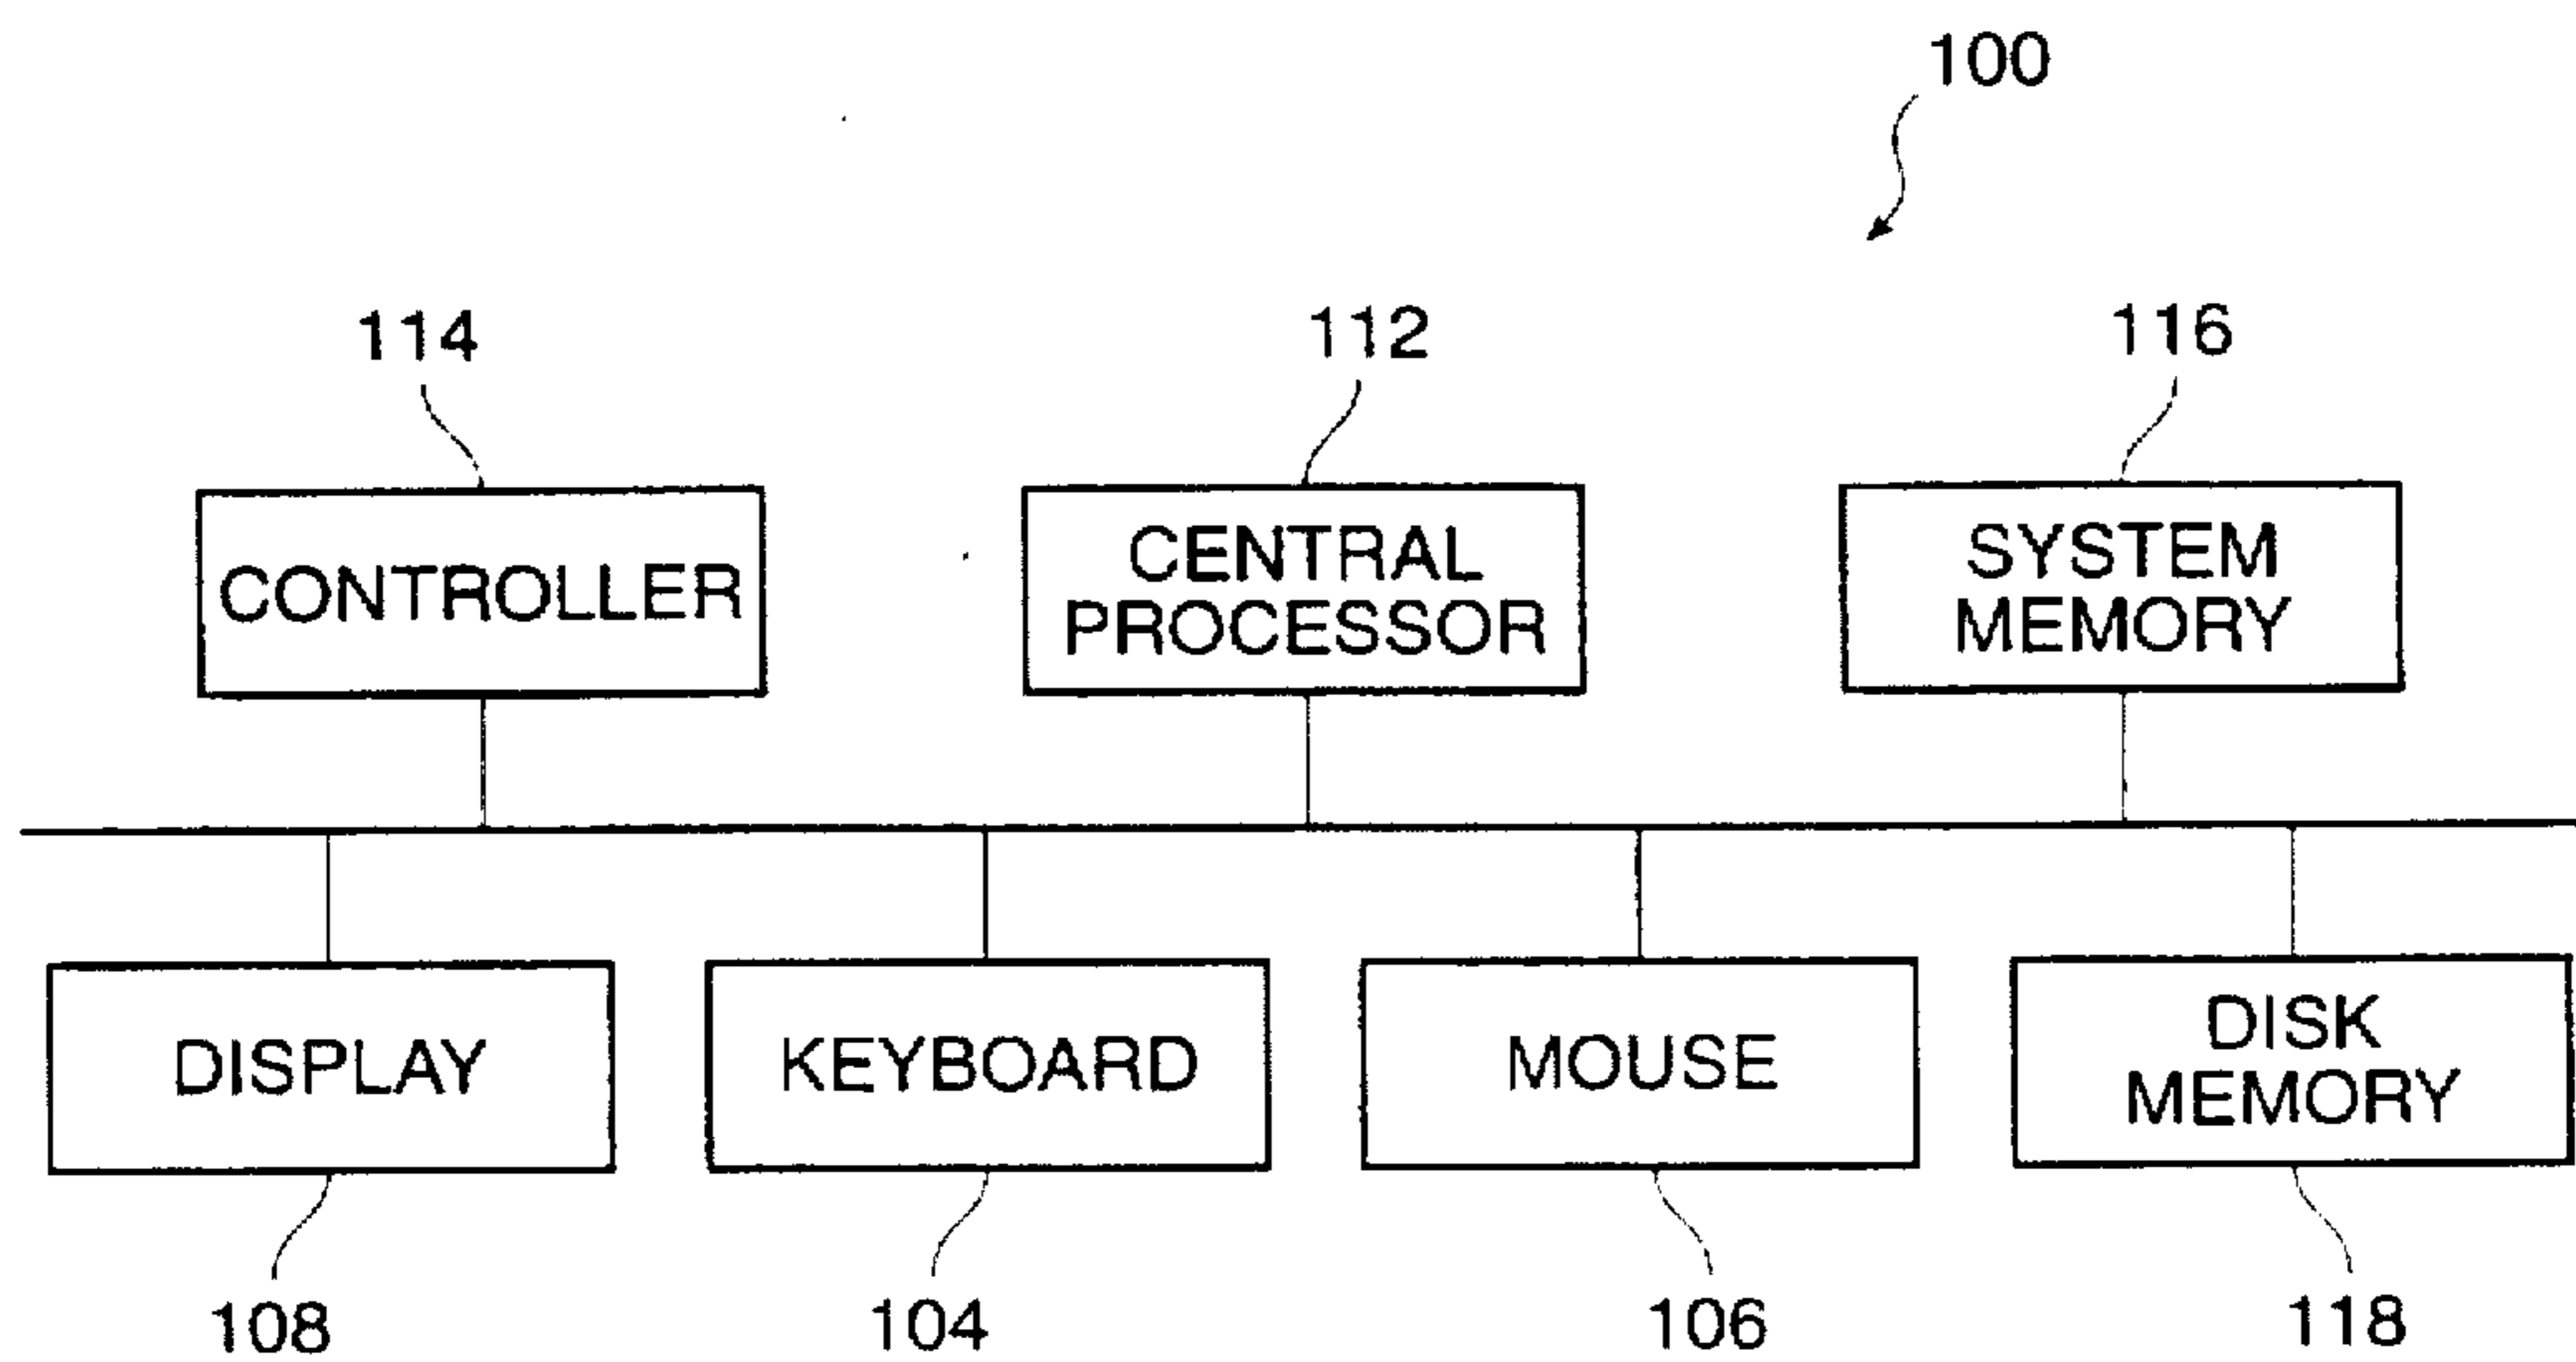 100
114
112
116
CONTROLLER
CENTRAL
PROCESSOR
SYSTEM
MEMORY
DISPLAY
KEYBOARD
MOUSE
DISK
MEMORY
108
104
106
118